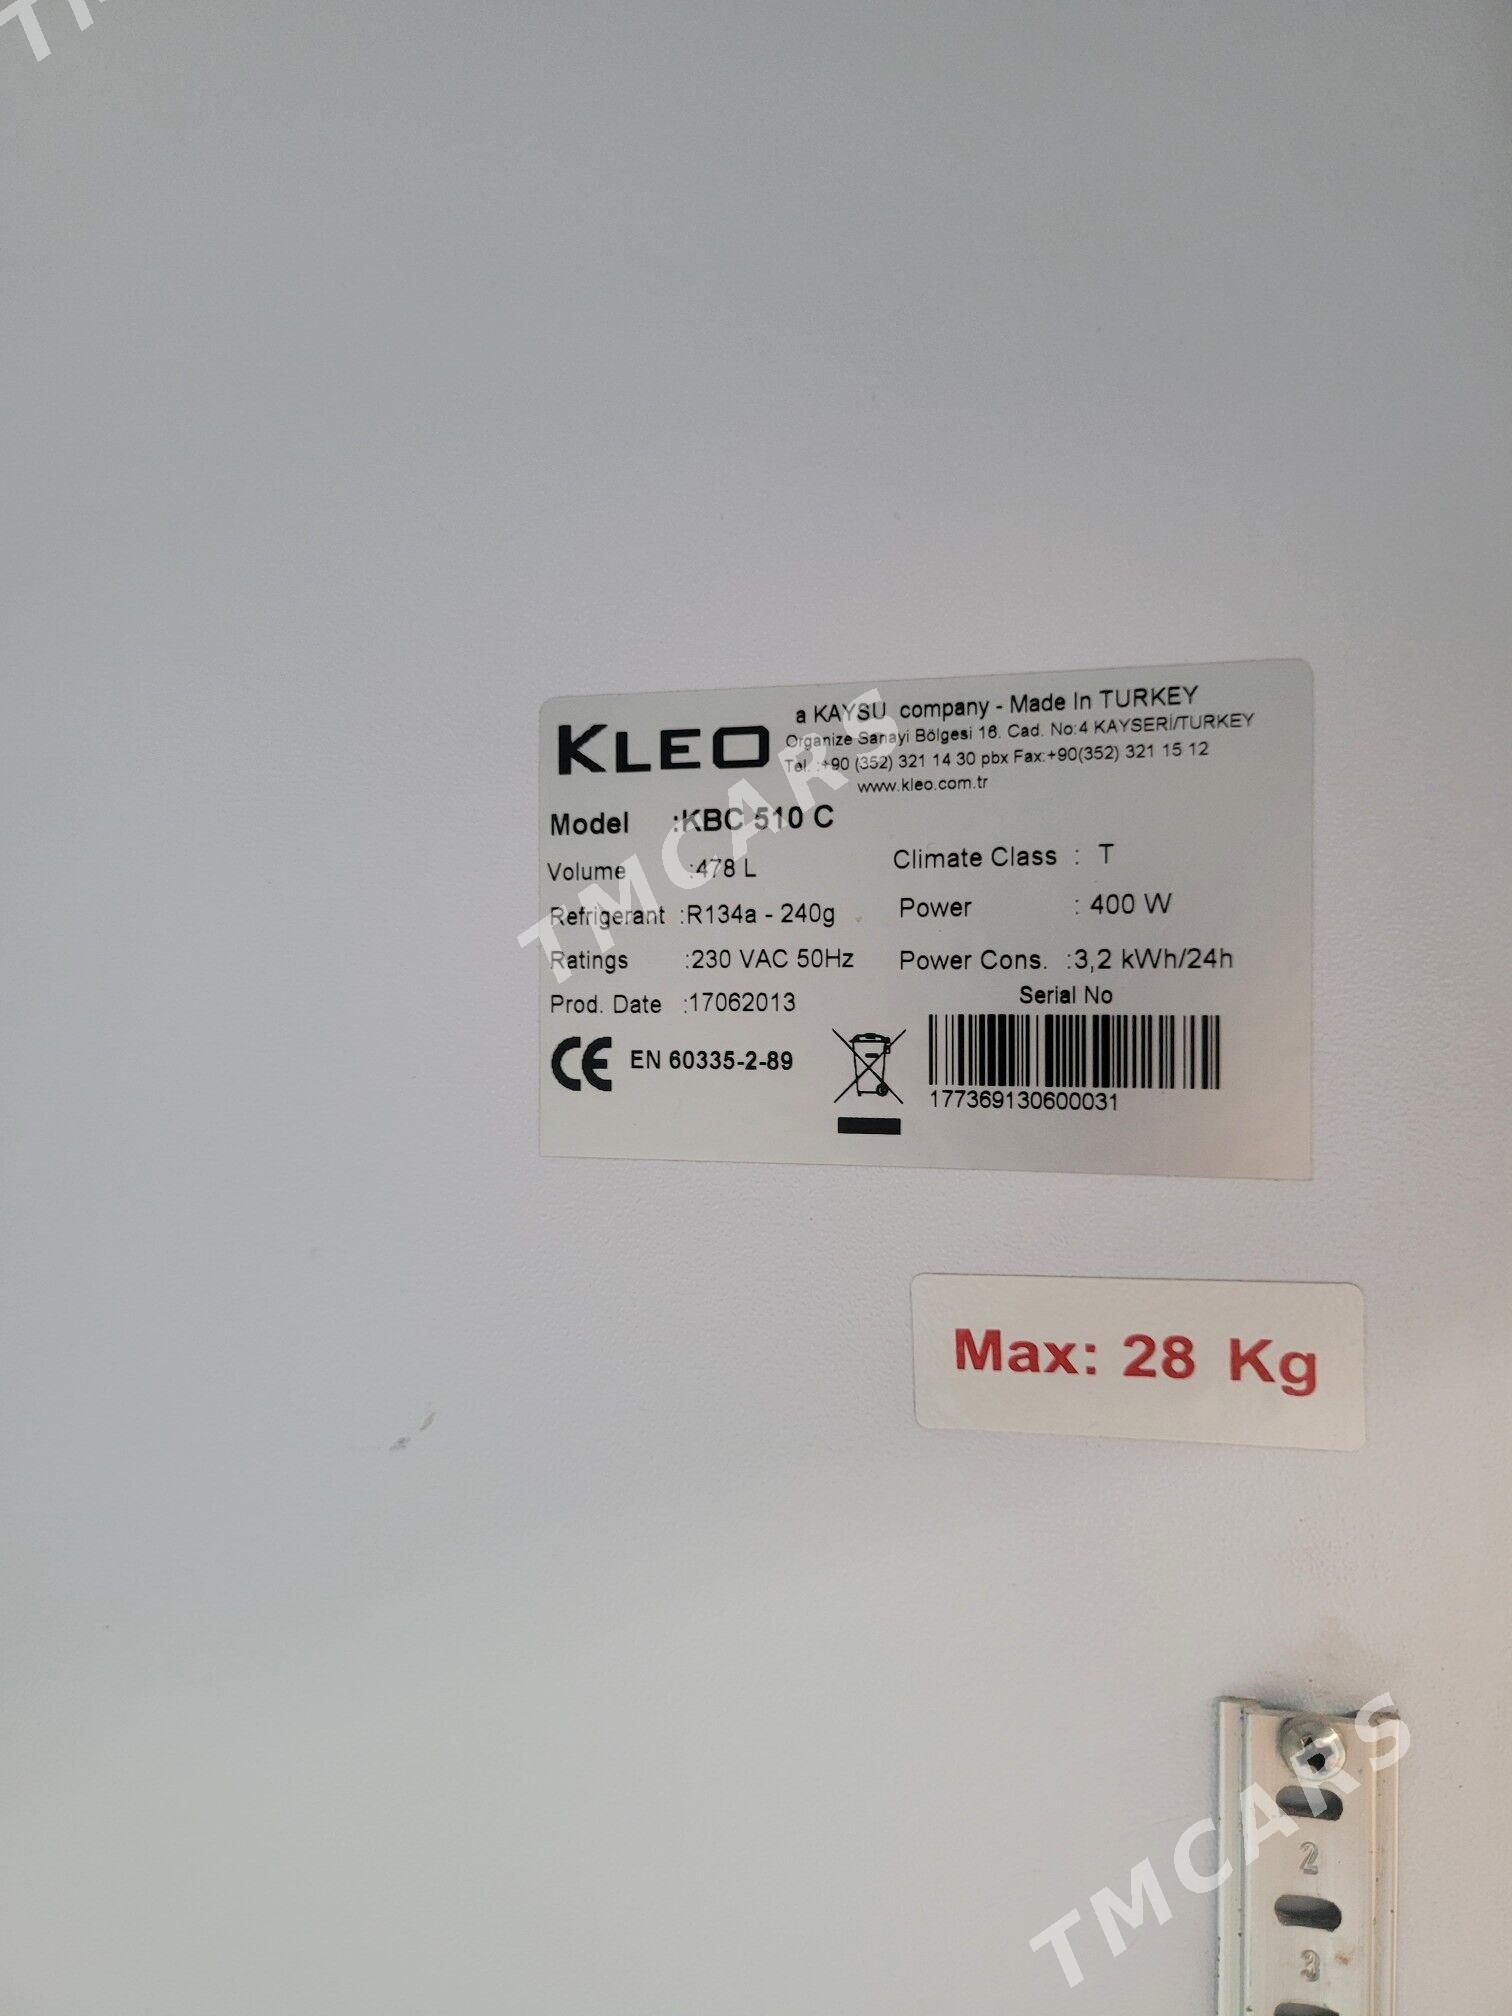 KLEO
a KAYSU company - Made In TURKEY
Organize Sanayi Bölgesi 16. Cad. No:4 KAYSERİ/TURKEY
Tel. :+90 (352) 321 14 30 pbx Fax:+90(352) 321 15 12
www.kleo.com.tr
Model :KBC 510 C
Volume :478 L
Climate Class : T
Refrigerant :R134a - 240g
Power : 400 W
Ratings :230 VAC 50Hz
Power Cons. :3,2 kWh/24h
Prod. Date :17062013
Serial No
CE EN 60335-2-89
177369130600031
Max: 28 Kg
2
3
TMCARS
TMCARS